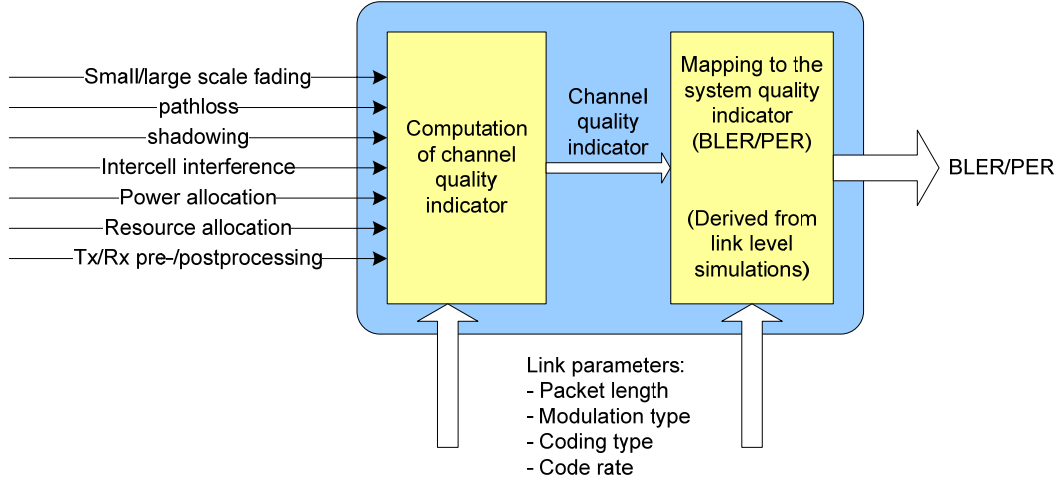 Small/large scale fading
pathloss
shadowing
Intercell interference
Power allocation
Resource allocation
Tx/Rx pre-/postprocessing
Computation
of channel
quality
indicator
Channel
quality
indicator
Mapping to the
system quality
indicator
(BLER/PER)
(Derived from
link level
simulations)
BLER/PER
Link parameters:
- Packet length
- Modulation type
- Coding type
- Code rate